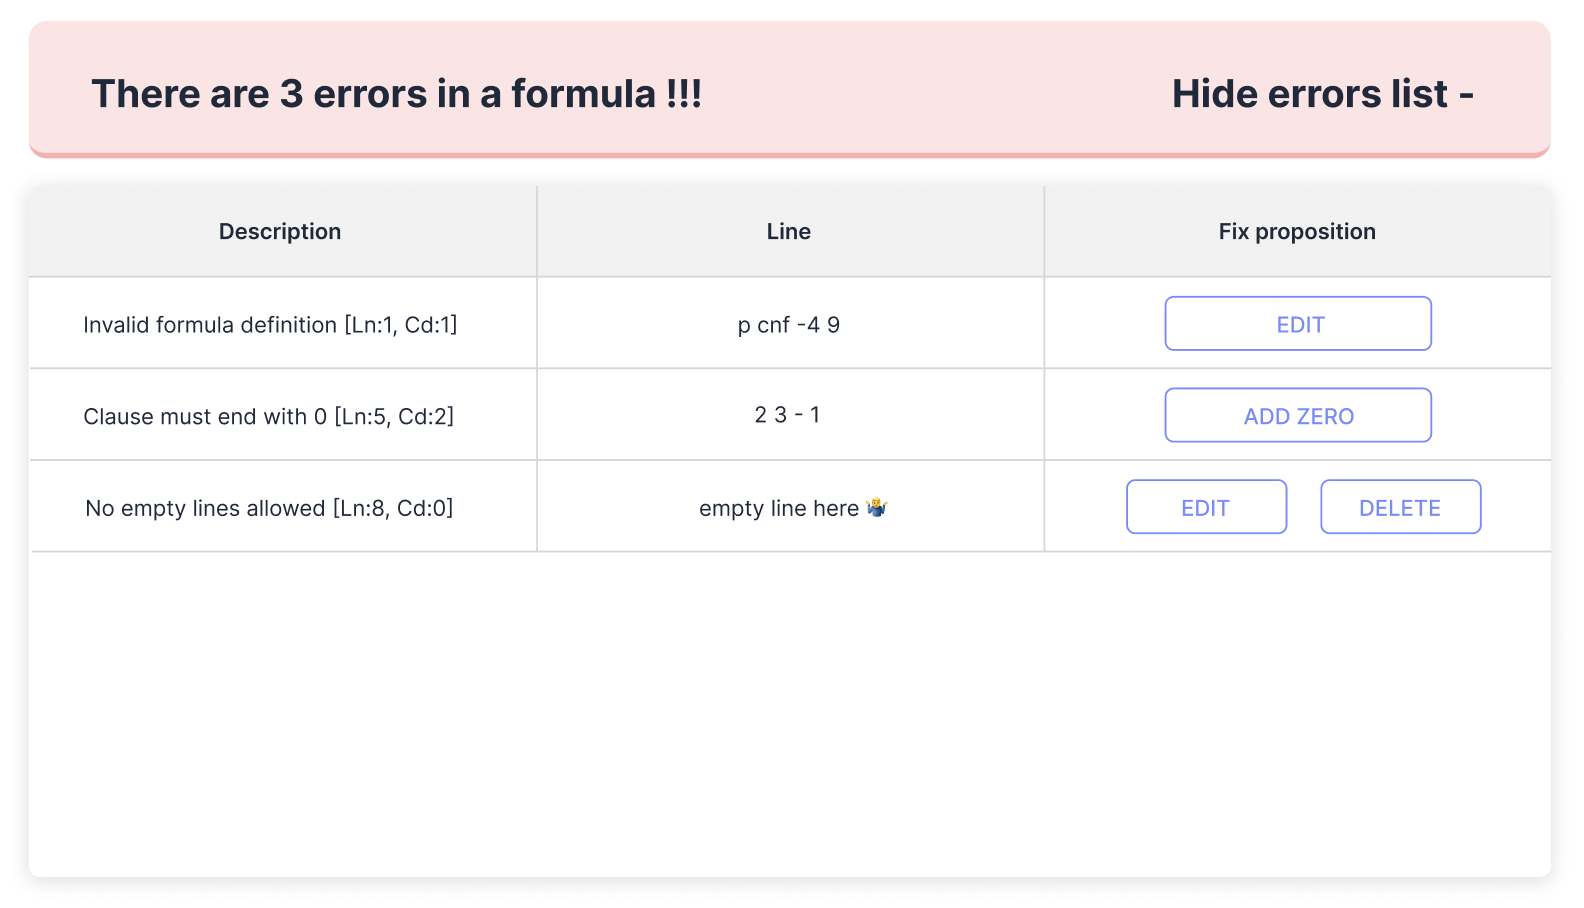 There are 3 errors in a formula !!! Hide errors list -
Description Line Fix proposition
Invalid formula definition [Ln:1, Cd:1] p cnf -4 9 EDIT
Clause must end with 0 [Ln:5, Cd:2] 2 3 - 1 ADD ZERO
No empty lines allowed [Ln:8, Cd:0] empty line here 🤷‍♂️ EDIT DELETE